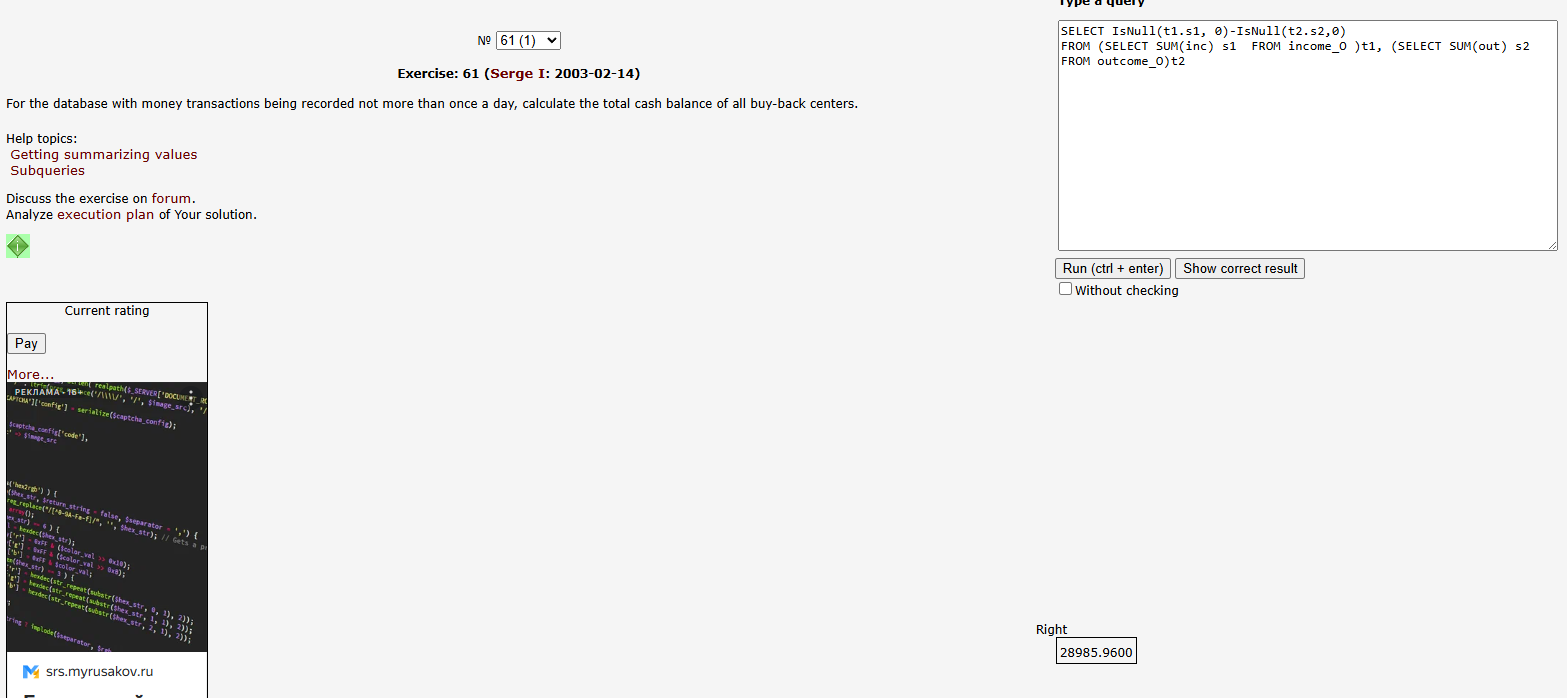 Type a query
№ 61 (1)
Exercise: 61 (Serge I: 2003-02-14)
For the database with money transactions being recorded not more than once a day, calculate the total cash balance of all buy-back centers.
Help topics:
Getting summarizing values
Subqueries
Discuss the exercise on forum.
Analyze execution plan of Your solution.
SELECT IsNull(t1.s1, 0)-IsNull(t2.s2,0)
FROM (SELECT SUM(inc) s1  FROM income_O )t1, (SELECT SUM(out) s2
FROM outcome_O)t2
Run (ctrl + enter) Show correct result
Without checking
Current rating
Pay
More...
РЕКЛАМА • 16+
$captcha_config['code'],
=> $image_src
srs.myrusakov.ru
Right
28985.9600